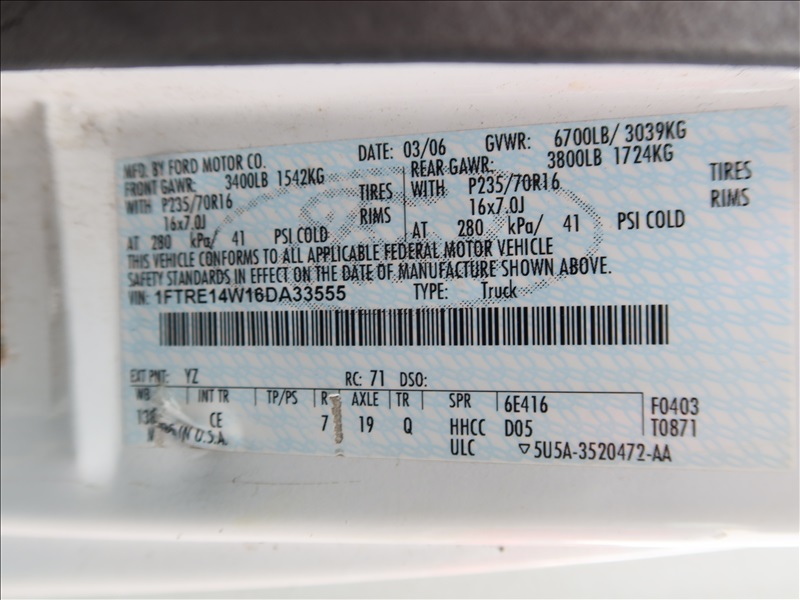 MFD. BY FORD MOTOR CO. DATE: 03/06 GVWR: 6700LB/ 3039KG
FRONT GAWR: 3400LB 1542KG REAR GAWR: 3800LB 1724KG
WITH P235/70R16 TIRES WITH P235/70R16 TIRES
16x7.0J RIMS 16x7.0J RIMS
AT 280 kPa/ 41 PSI COLD AT 280 kPa/ 41 PSI COLD
THIS VEHICLE CONFORMS TO ALL APPLICABLE FEDERAL MOTOR VEHICLE
SAFETY STANDARDS IN EFFECT ON THE DATE OF MANUFACTURE SHOWN ABOVE.
VIN: 1FTRE14W16DA33555 TYPE: Truck
EXT PNT: YZ RC: 71 DSO:
WB INT TR TP/PS R AXLE TR SPR 6E416 F0403
CE 7 19 Q HHCC D05 T0871
IN U.S.A. ULC 5U5A-3520472-AA